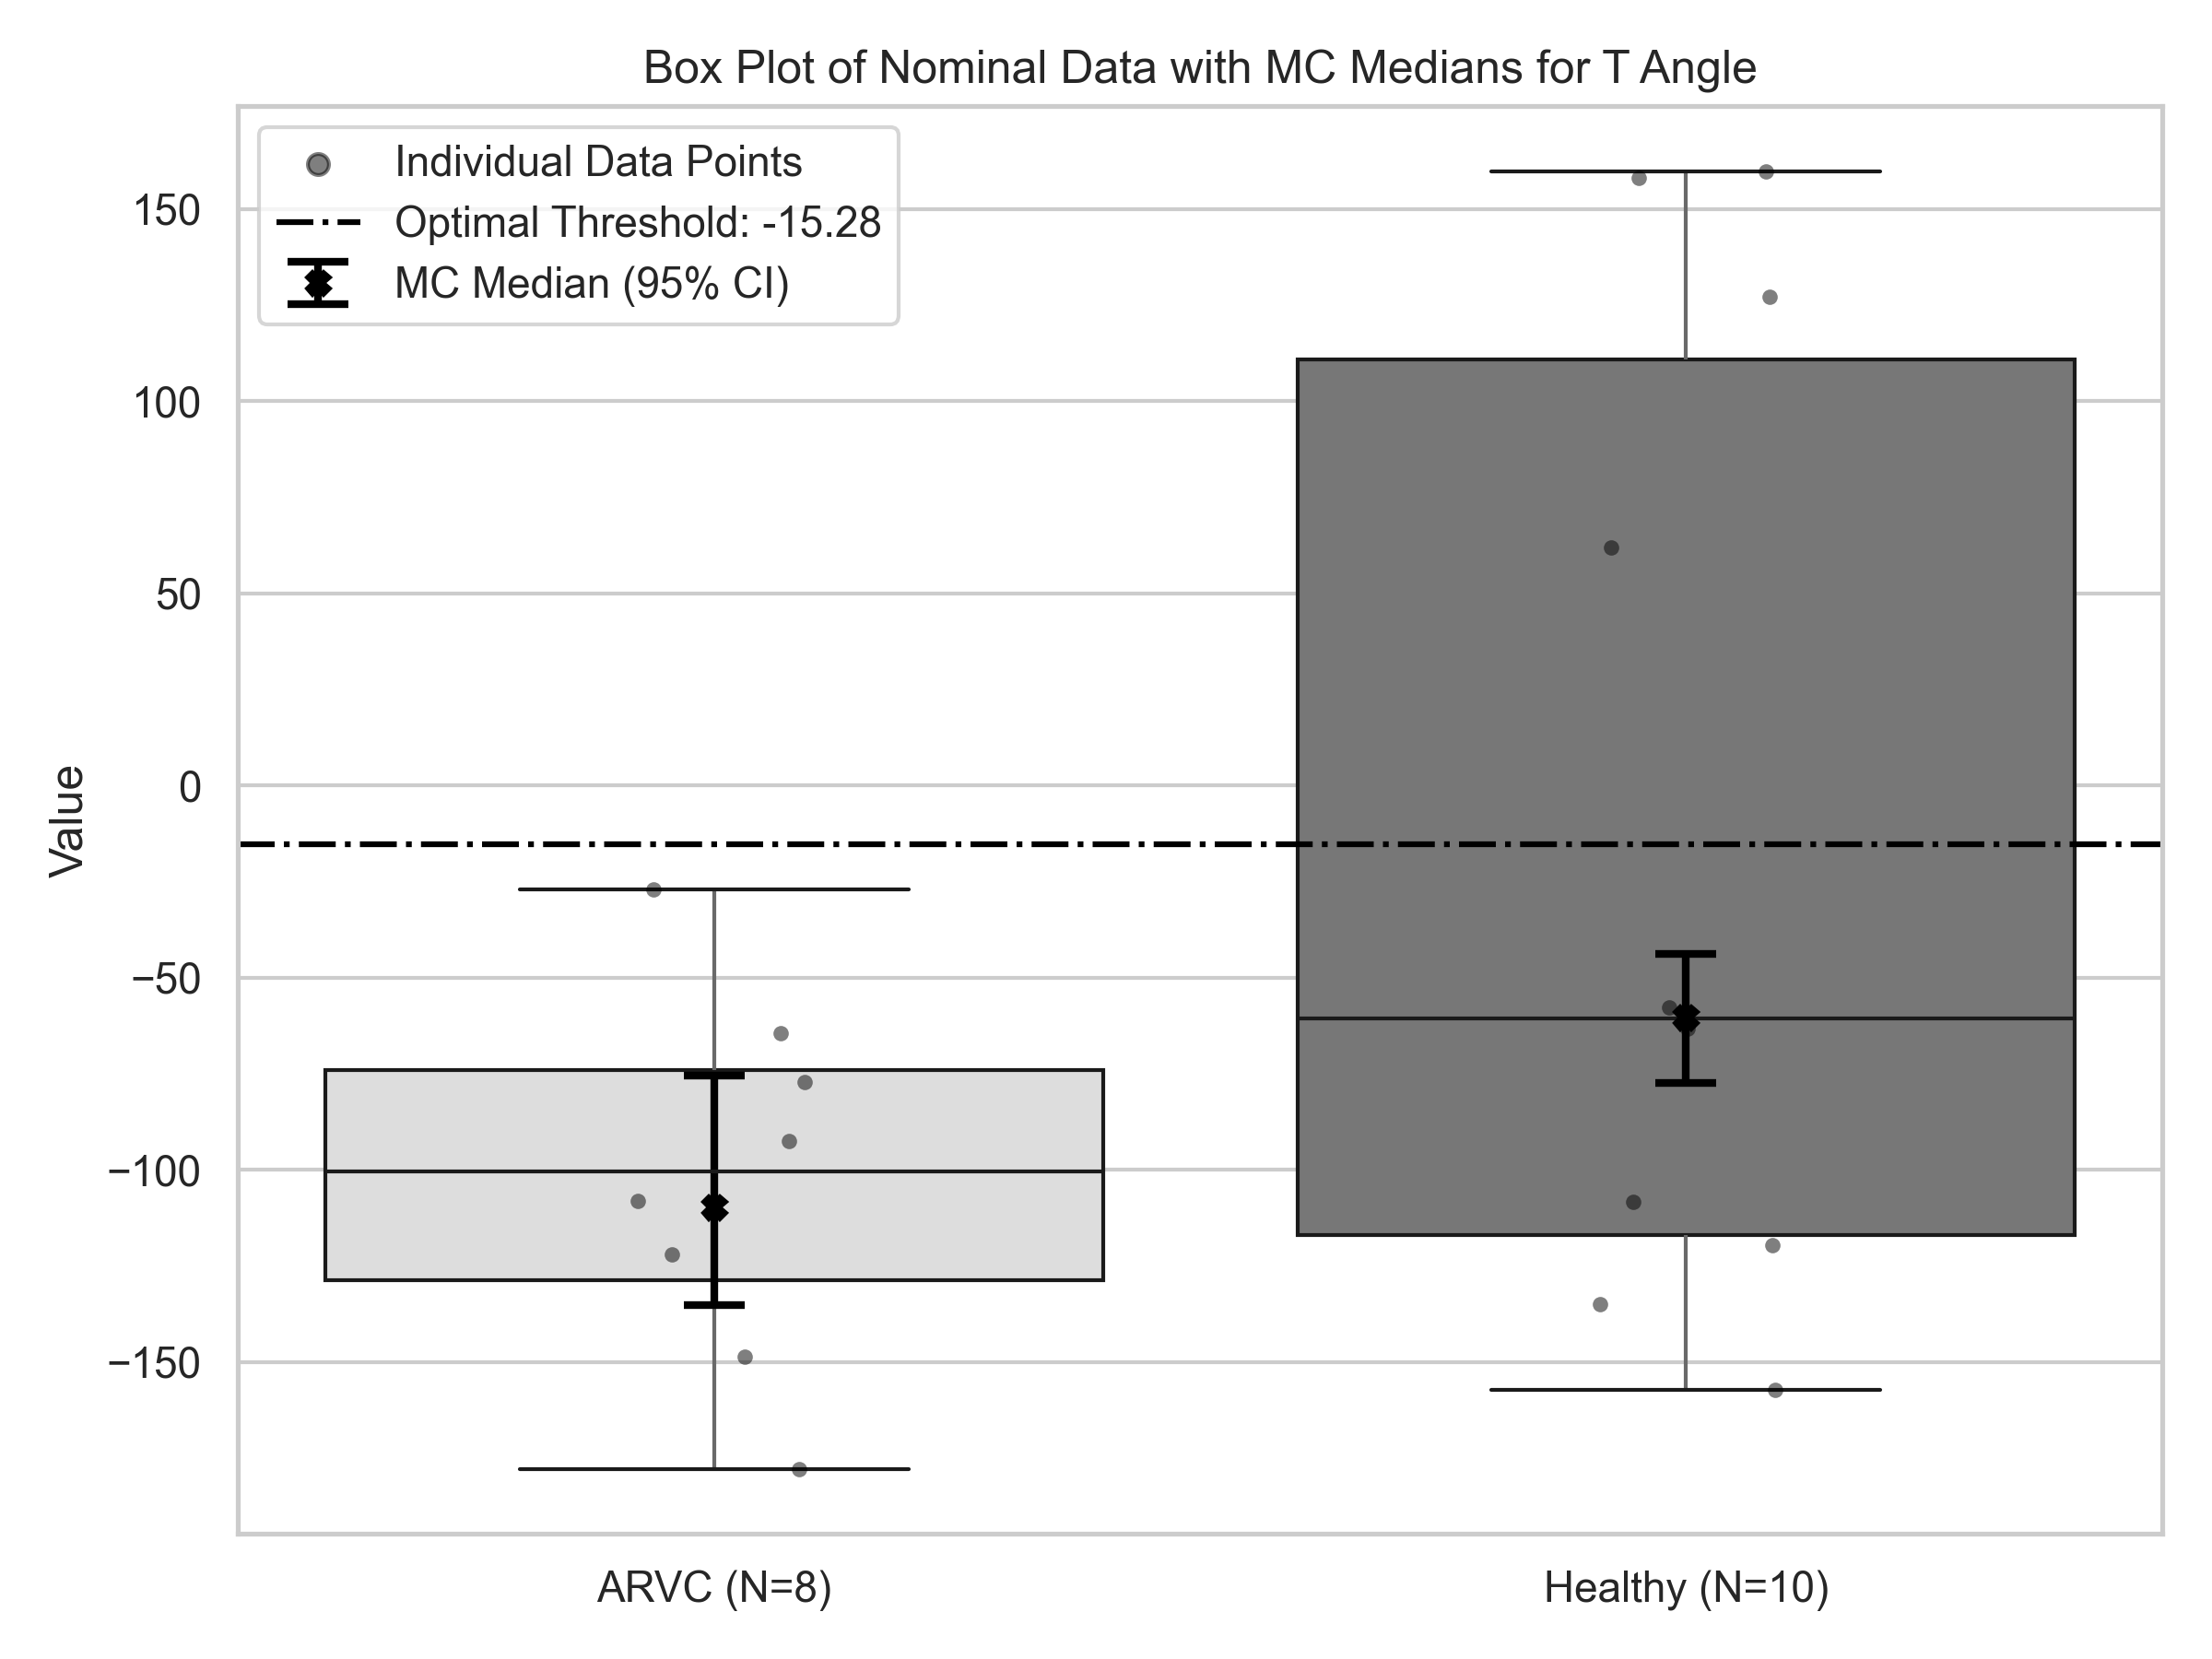 Box Plot of Nominal Data with MC Medians for T Angle
Individual Data Points
Optimal Threshold: -15.28
MC Median (95% CI)
150
100
50
0
−50
−100
−150
Value
ARVC (N=8)
Healthy (N=10)